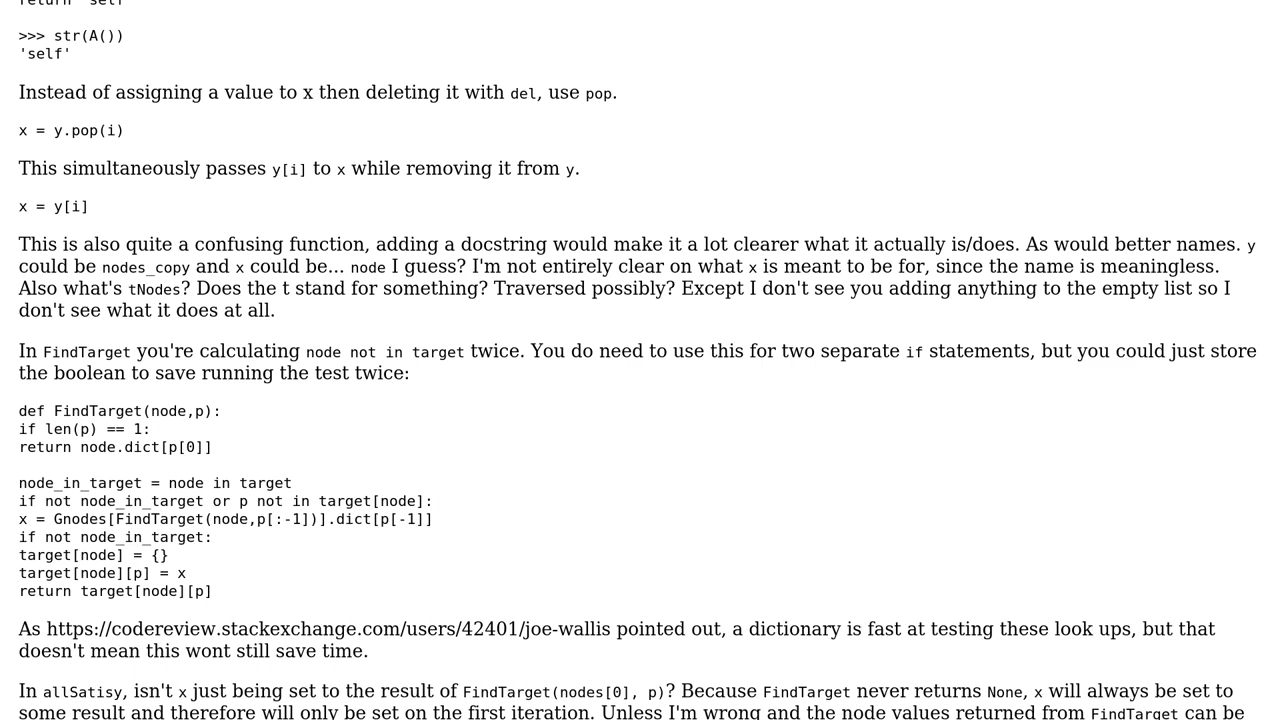 return 'self'
>>> str(A())
'self'
Instead of assigning a value to x then deleting it with del, use pop.
x = y.pop(i)
This simultaneously passes y[i] to x while removing it from y.
x = y[i]
This is also quite a confusing function, adding a docstring would make it a lot clearer what it actually is/does. As would better names. y
could be nodes_copy and x could be... node I guess? I'm not entirely clear on what x is meant to be for, since the name is meaningless.
Also what's tNodes? Does the t stand for something? Traversed possibly? Except I don't see you adding anything to the empty list so I
don't see what it does at all.
In FindTarget you're calculating node not in target twice. You do need to use this for two separate if statements, but you could just store
the boolean to save running the test twice:
def FindTarget(node,p):
if len(p) == 1:
return node.dict[p[0]]
node_in_target = node in target
if not node_in_target or p not in target[node]:
x = Gnodes[FindTarget(node,p[:-1])].dict[p[-1]]
if not node_in_target:
target[node] = {}
target[node][p] = x
return target[node][p]
As https://codereview.stackexchange.com/users/42401/joe-wallis pointed out, a dictionary is fast at testing these look ups, but that
doesn't mean this wont still save time.
In allSatisy, isn't x just being set to the result of FindTarget(nodes[0], p)? Because FindTarget never returns None, x will always be set to
some result and therefore will only be set on the first iteration. Unless I'm wrong and the node values returned from FindTarget can be